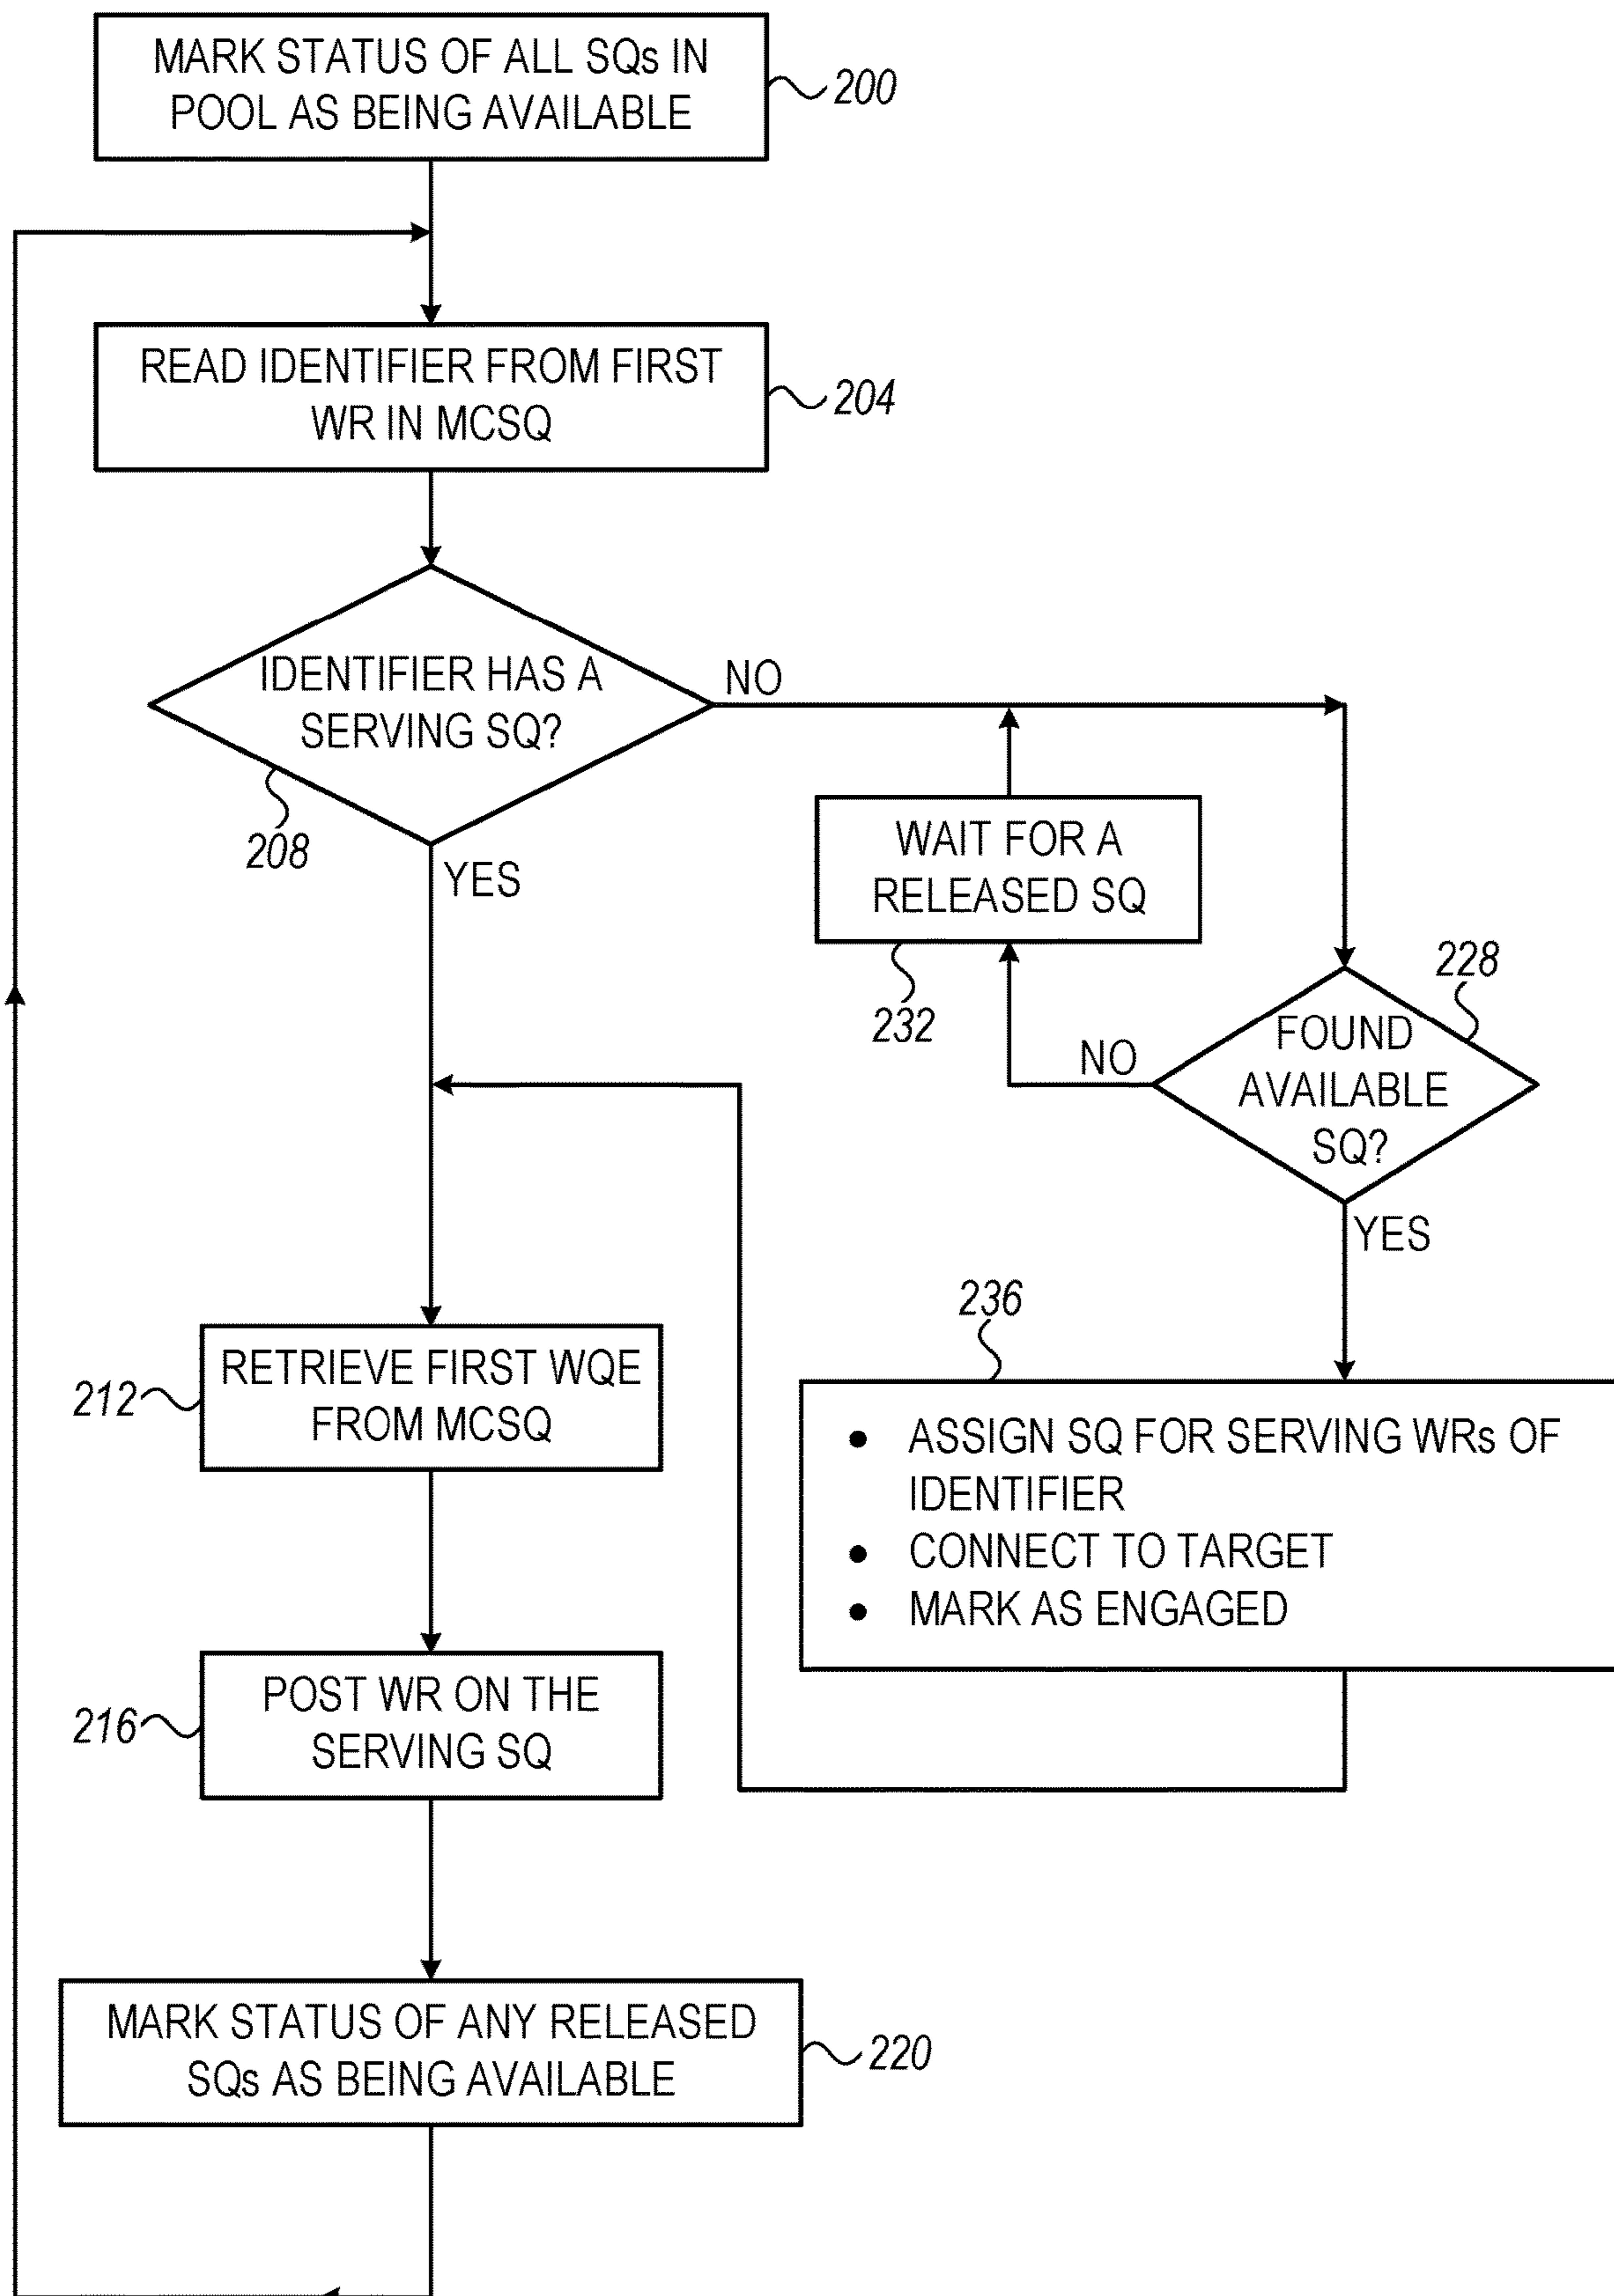 MARK STATUS OF ALL SQs IN
POOL AS BEING AVAILABLE
200
READ IDENTIFIER FROM FIRST
WR IN MCSQ
204
IDENTIFIER HAS A
SERVING SQ?
208
NO
YES
WAIT FOR A
RELEASED SQ
232
228
FOUND
AVAILABLE
SQ?
NO
YES
236
● ASSIGN SQ FOR SERVING WRs OF
IDENTIFIER
● CONNECT TO TARGET
● MARK AS ENGAGED
212
RETRIEVE FIRST WQE
FROM MCSQ
216
POST WR ON THE
SERVING SQ
MARK STATUS OF ANY RELEASED
SQs AS BEING AVAILABLE
220